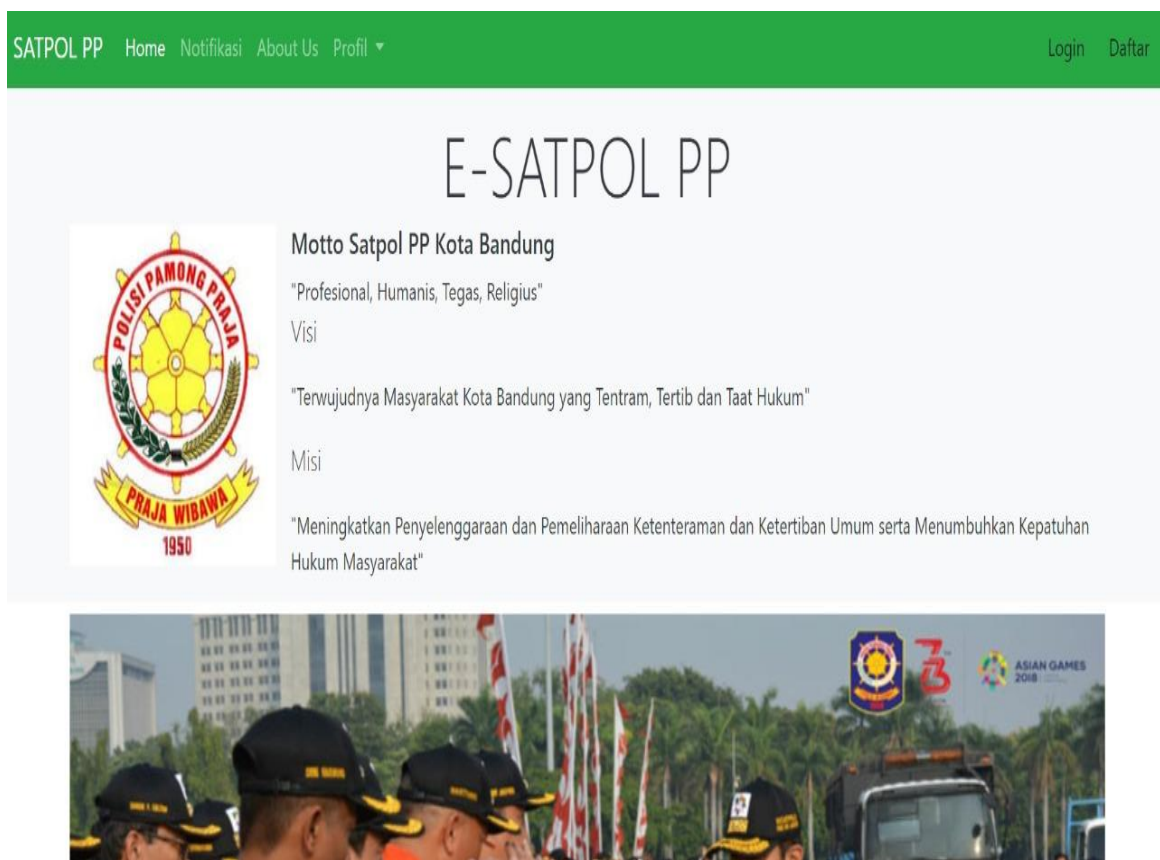 SATPOL PP Home Notifikasi About Us Profil Login Daftar
E-SATPOL PP
POLISI PAMONG PRAJA
PRAJA WIBAWA
1950
Motto Satpol PP Kota Bandung
"Profesional, Humanis, Tegas, Religius"
Visi
"Terwujudnya Masyarakat Kota Bandung yang Tentram, Tertib dan Taat Hukum"
Misi
"Meningkatkan Penyelenggaraan dan Pemeliharaan Ketenteraman dan Ketertiban Umum serta Menumbuhkan Kepatuhan
Hukum Masyarakat"
73
ASIAN GAMES
2018